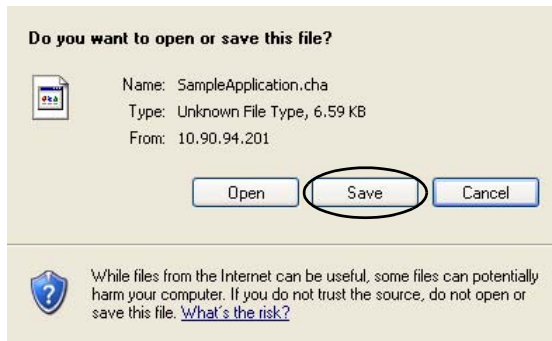 Do you want to open or save this file?
Name: SampleApplication.cha
Type: Unknown File Type, 6.59 KB
From: 10.90.94.201
Open Save Cancel
While files from the Internet can be useful, some files can potentially
harm your computer. If you do not trust the source, do not open or
save this file. What's the risk?